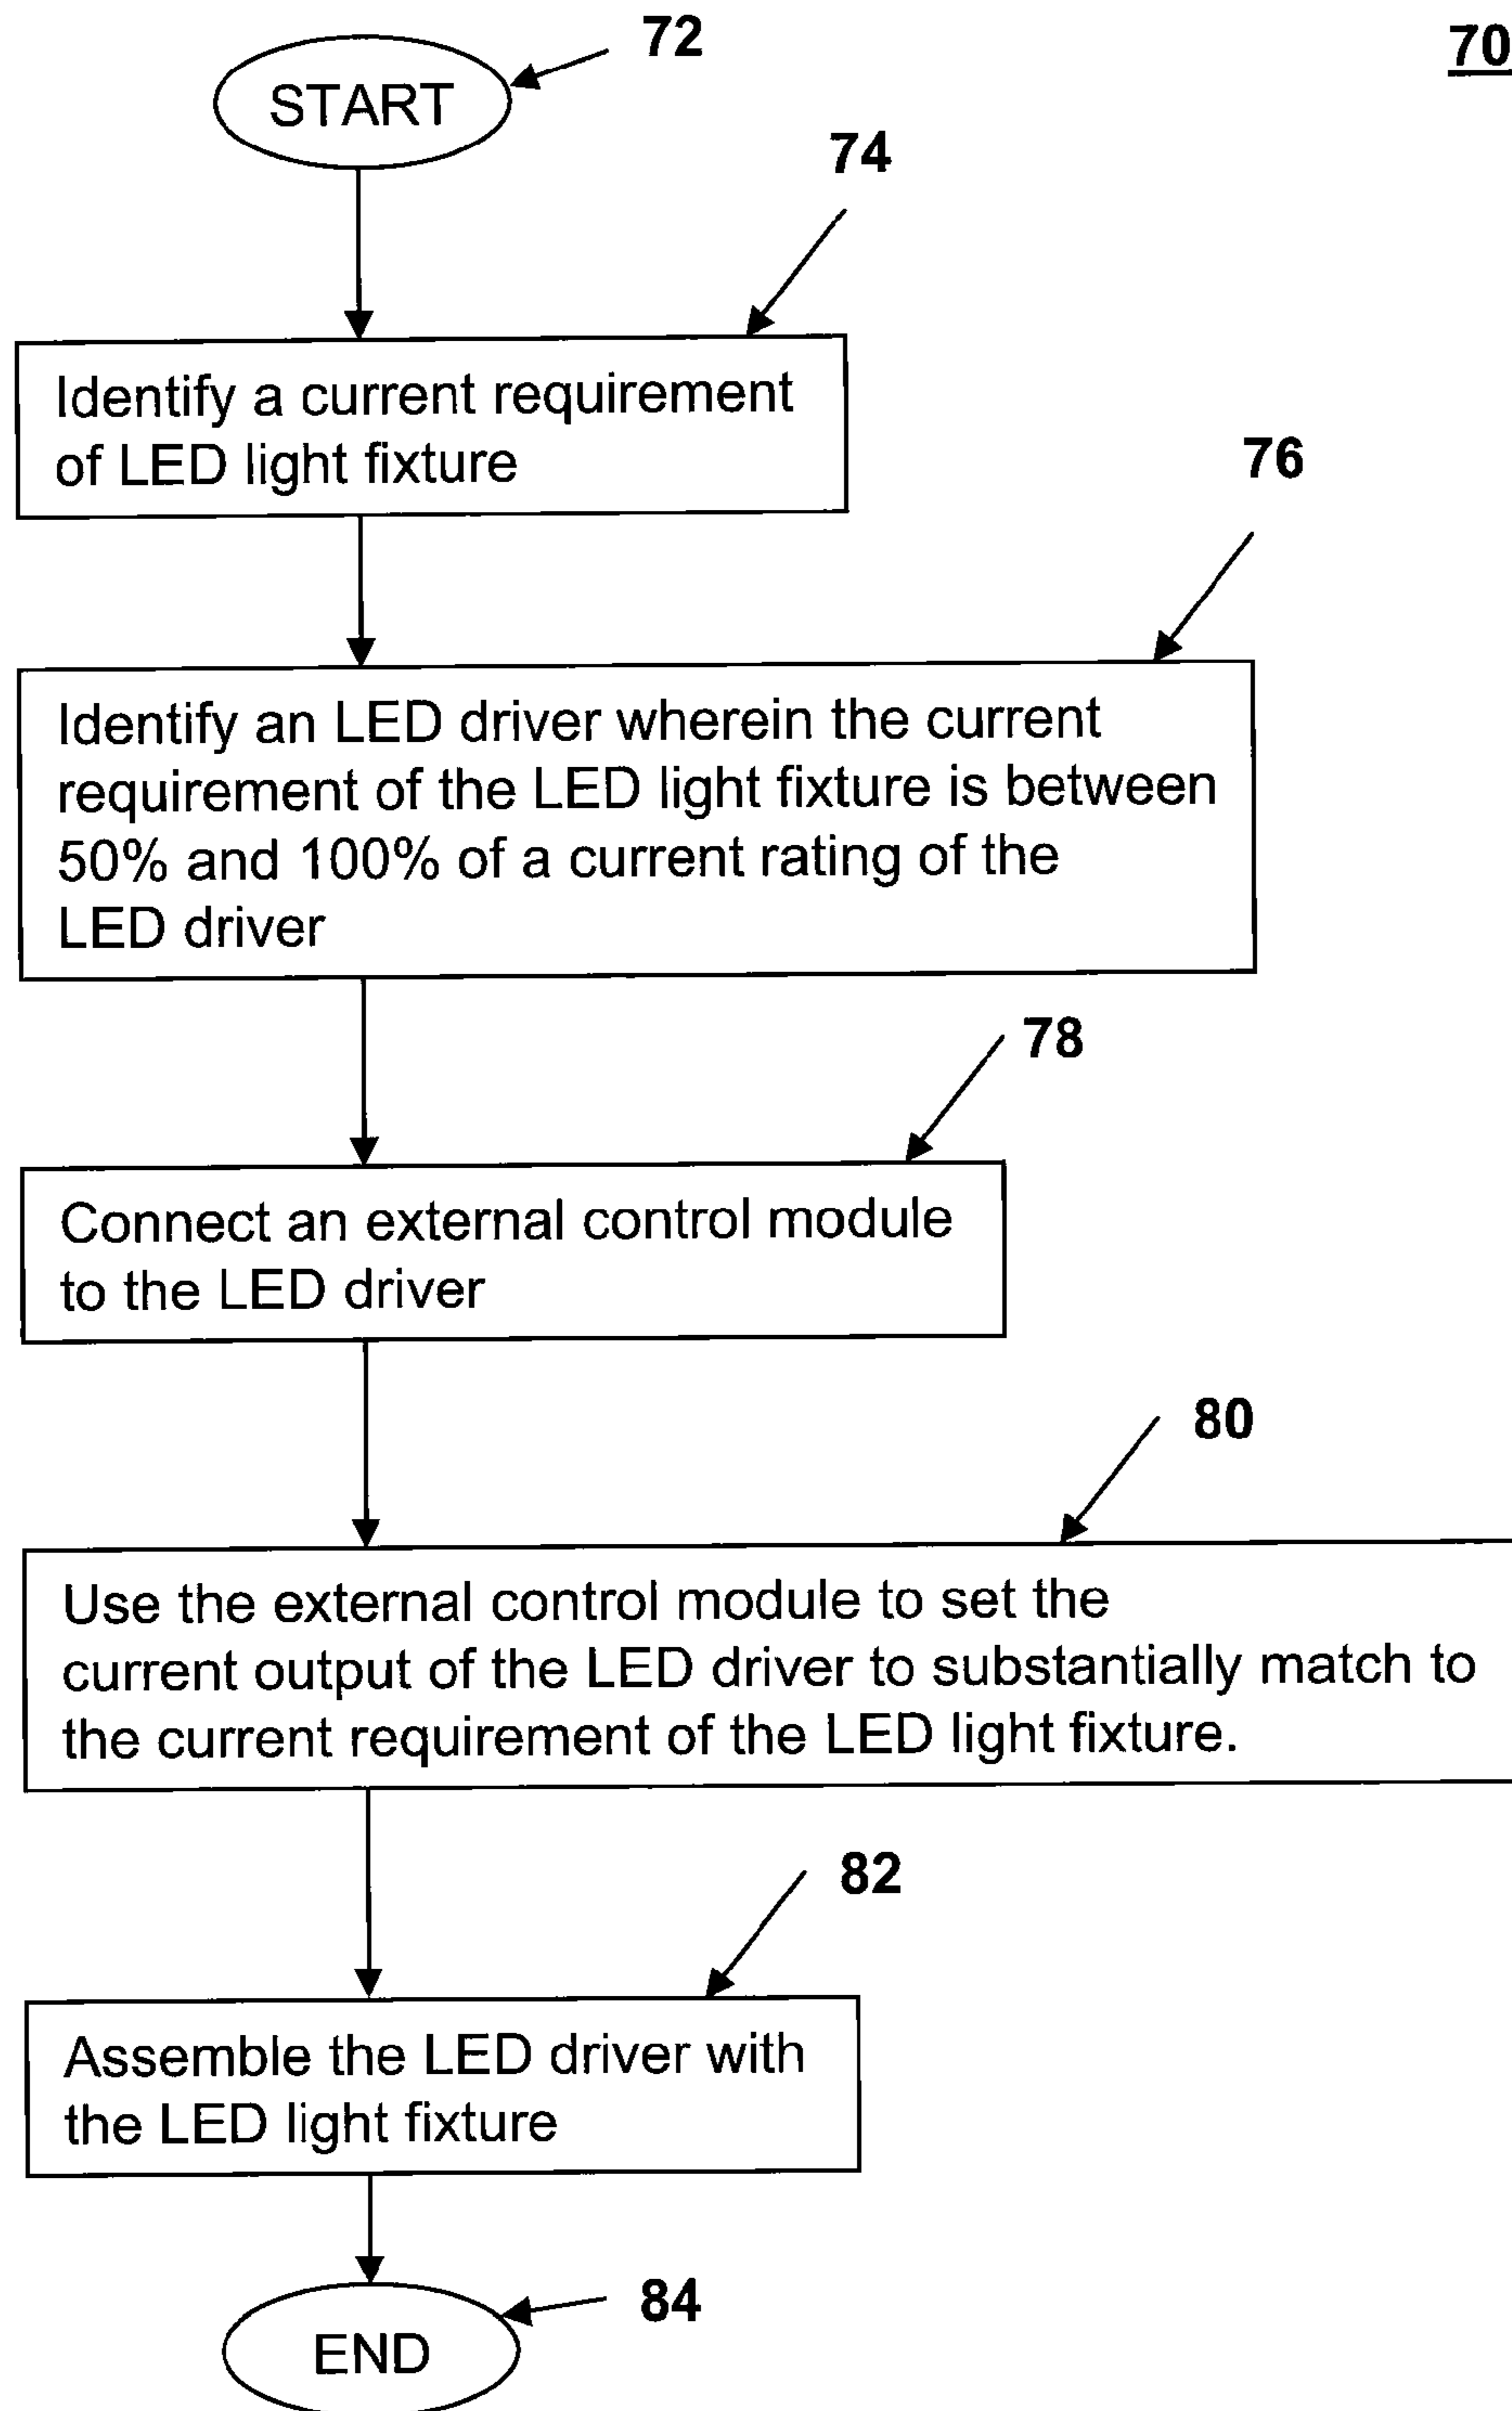 72
70
START
74
Identify a current requirement
of LED light fixture
76
Identify an LED driver wherein the current
requirement of the LED light fixture is between
50% and 100% of a current rating of the
LED driver
78
Connect an external control module
to the LED driver
80
Use the external control module to set the
current output of the LED driver to substantially match to
the current requirement of the LED light fixture.
82
Assemble the LED driver with
the LED light fixture
84
END